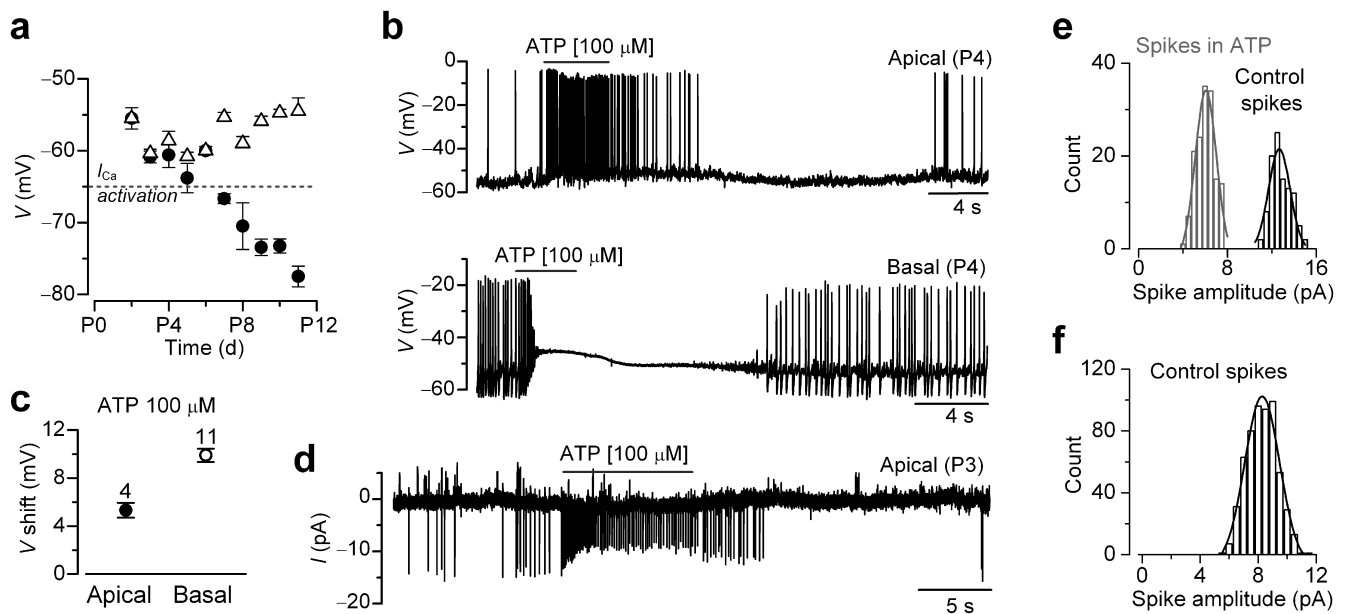 a
−50
−60
−70
−80
V (mV)
I Ca
activation
P0
P4
P8
P12
Time (d)
b
ATP [100 μM]
Apical (P4)
0
−20
−40
−60
V (mV)
4 s
ATP [100 μM]
Basal (P4)
−20
−40
−60
V (mV)
4 s
c
ATP 100 μM
12
8
4
0
V shift (mV)
4
11
Apical
Basal
d
ATP [100 μM]
Apical (P3)
0
−10
−20
I (pA)
5 s
e
Spikes in ATP
Control
spikes
40
20
0
Count
0
8
16
Spike amplitude (pA)
f
Control spikes
120
80
40
0
Count
0
4
8
12
Spike amplitude (pA)